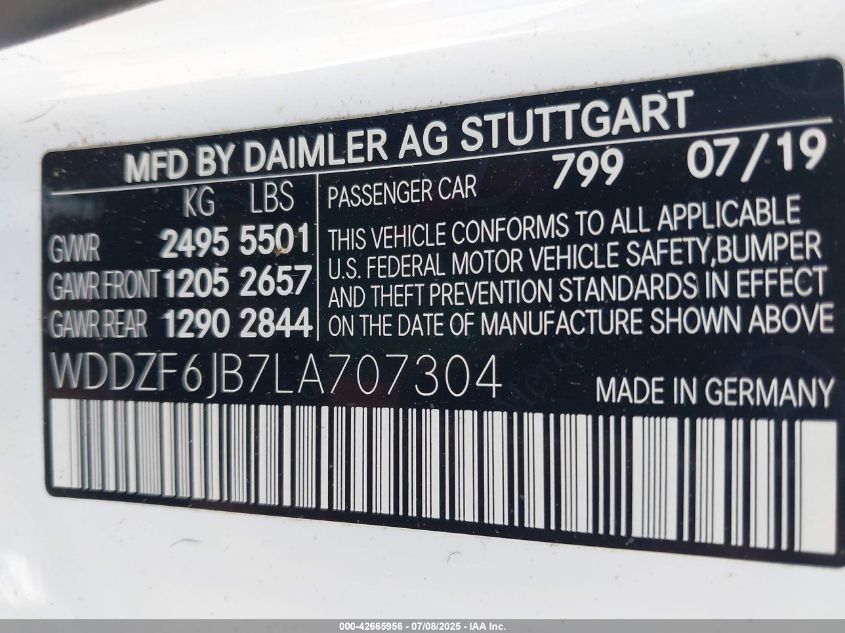 MFD BY DAIMLER AG STUTTGART
KG LBS
GVWR 2495 5501
GAWR FRONT 1205 2657
GAWR REAR 1290 2844
PASSENGER CAR 799 07/19
THIS VEHICLE CONFORMS TO ALL APPLICABLE
U.S. FEDERAL MOTOR VEHICLE SAFETY,BUMPER
AND THEFT PREVENTION STANDARDS IN EFFECT
ON THE DATE OF MANUFACTURE SHOWN ABOVE
WDDZF6JB7LA707304
MADE IN GERMANY
000-42665956 - 07/08/2025 - IAA Inc.